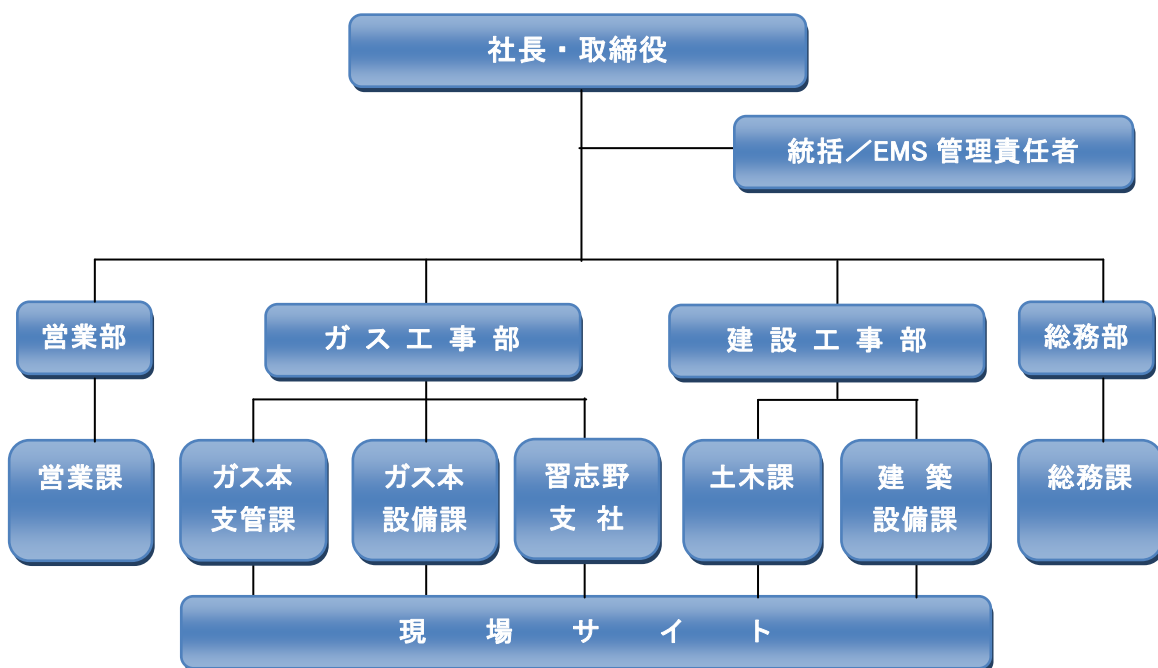 社長・取締役
統括／EMS 管理責任者
営業部
ガ ス 工 事 部
建 設 工 事 部
総務部
営業課
ガス本
支管課
ガス本
設備課
習志野
支 社
土木課
建 築
設備課
総務課
現 場 サ イ ト